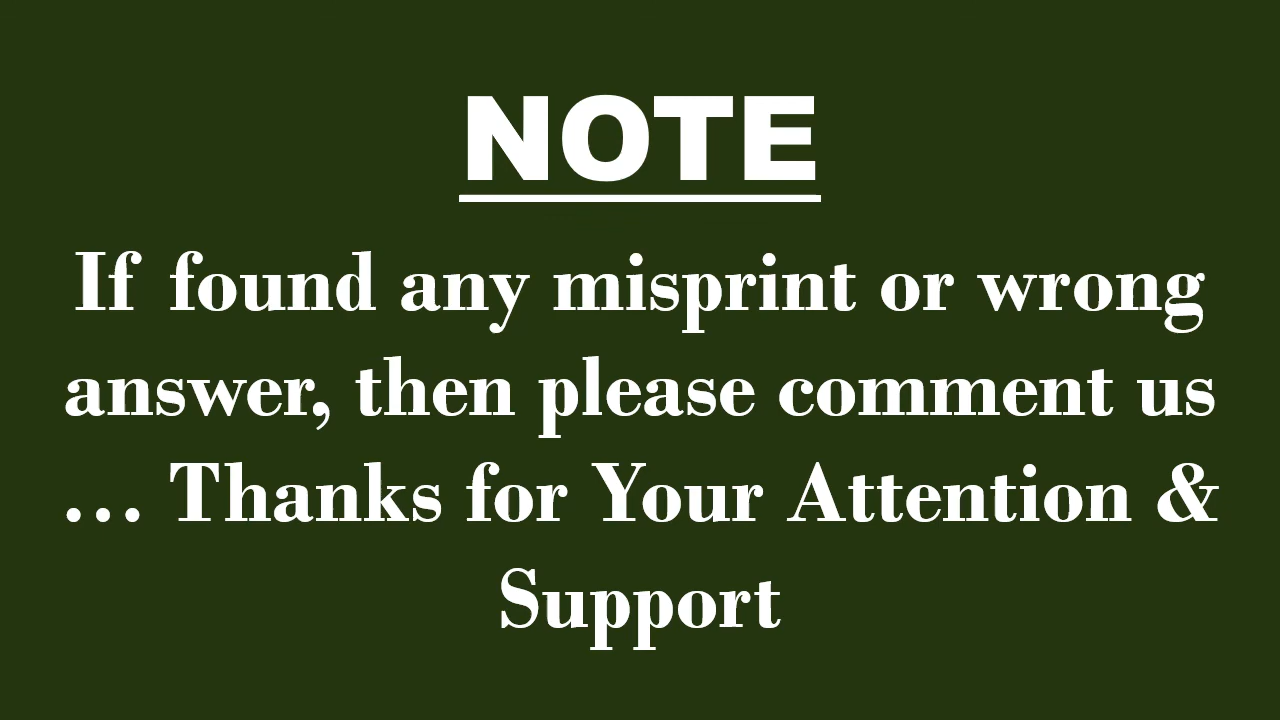 NOTE
If found any misprint or wrong
answer, then please comment us
… Thanks for Your Attention &
Support